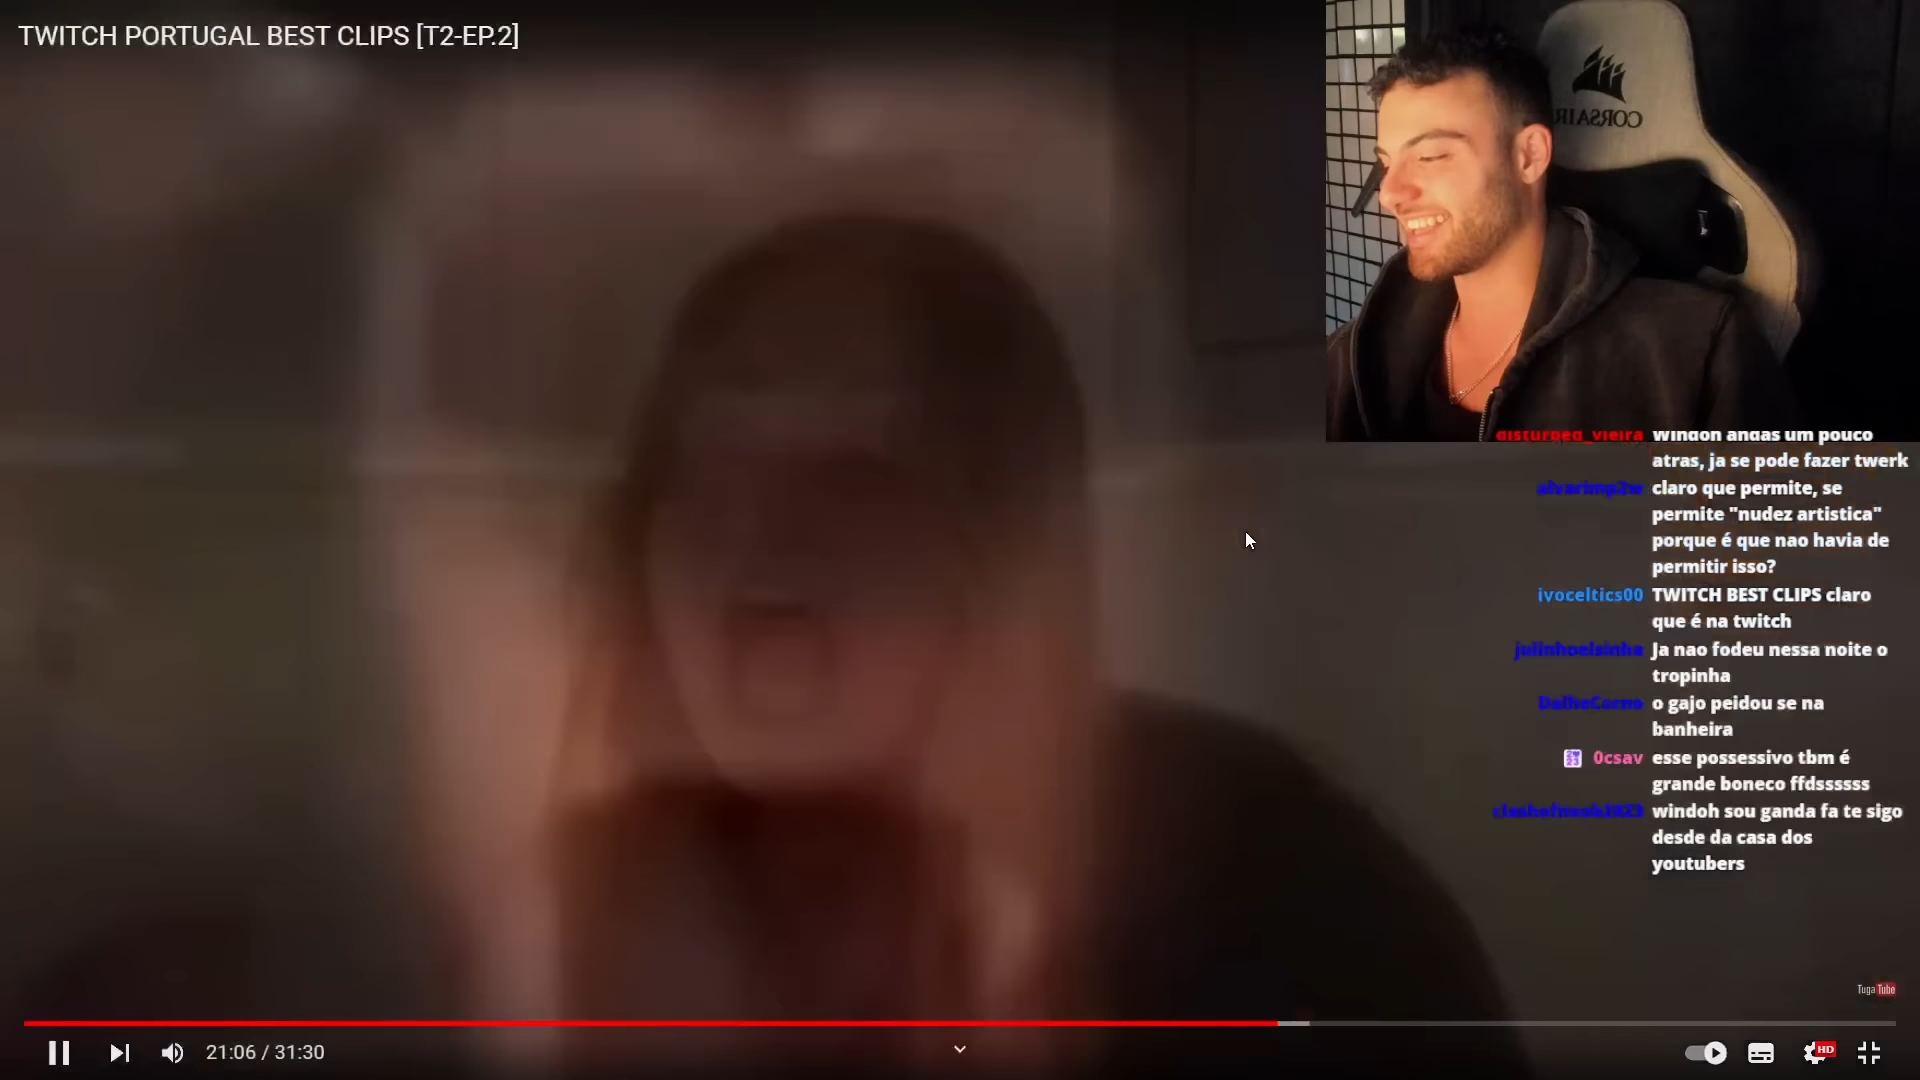 TWITCH PORTUGAL BEST CLIPS [T2-EP.2]
CORSAIR
disturbed_vieira windoh andas um pouco
atras, ja se pode fazer twerk
claro que permite, se
permite "nudez artistica"
porque é que nao havia de
permitir isso?
ivoceltics00 TWITCH BEST CLIPS claro
que é na twitch
Ja nao fodeu nessa noite o
tropinha
DalheCorno o gajo peidou se na
banheira
0csav esse possessivo tbm é
grande boneco ffdssssss
windoh sou ganda fa te sigo
desde da casa dos
youtubers
TugaTube
21:06 / 31:30
HD